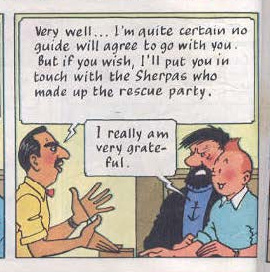 Very well... I'm quite certain no
guide will agree to go with you.
But if you wish, I'll put you in
touch with the Sherpas who
made up the rescue party.
I really am
very grate-
ful.